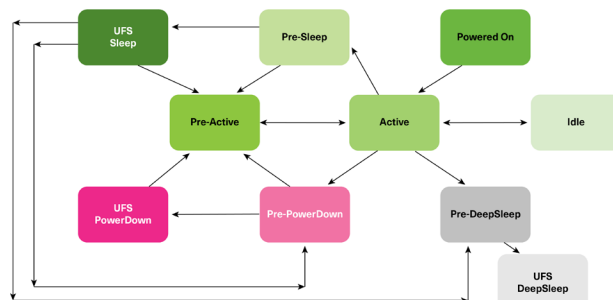 UFS
Sleep
Pre-Sleep
Powered On
Pre-Active
Active
Idle
UFS
PowerDown
Pre-PowerDown
Pre-DeepSleep
UFS
DeepSleep